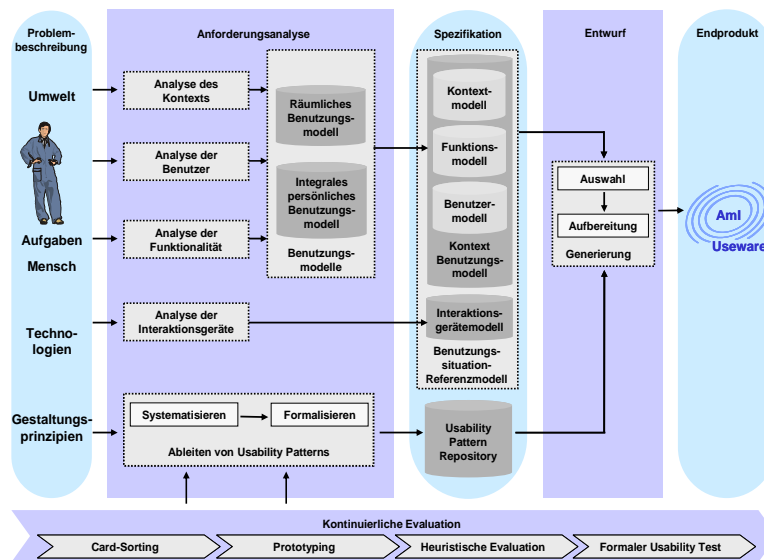 Problem-
beschreibung
Anforderungsanalyse
Spezifikation
Entwurf
Endprodukt
Umwelt
Aufgaben
Mensch
Techno-
logien
Gestaltungs-
prinzipien
Analyse des
Kontexts
Analyse der
Benutzer
Analyse der
Funktionalität
Analyse der
Interaktionsgeräte
Räumliches
Benutzungs-
modell
Integrales
persönliches
Benutzungs-
modell
Benutzungs-
modelle
Systematisieren
Formalisieren
Ableiten von Usability Patterns
Kontext-
modell
Funktions-
modell
Benutzer-
modell
Kontext
Benutzungs-
modell
Interaktions-
gerätemodell
Benutzungs-
situation-
Referenzmodell
Usability
Pattern
Repository
Auswahl
Aufbereitung
Generierung
AmI
Useware
Kontinuierliche Evaluation
Card-Sorting
Prototyping
Heuristische Evaluation
Formaler Usability Test